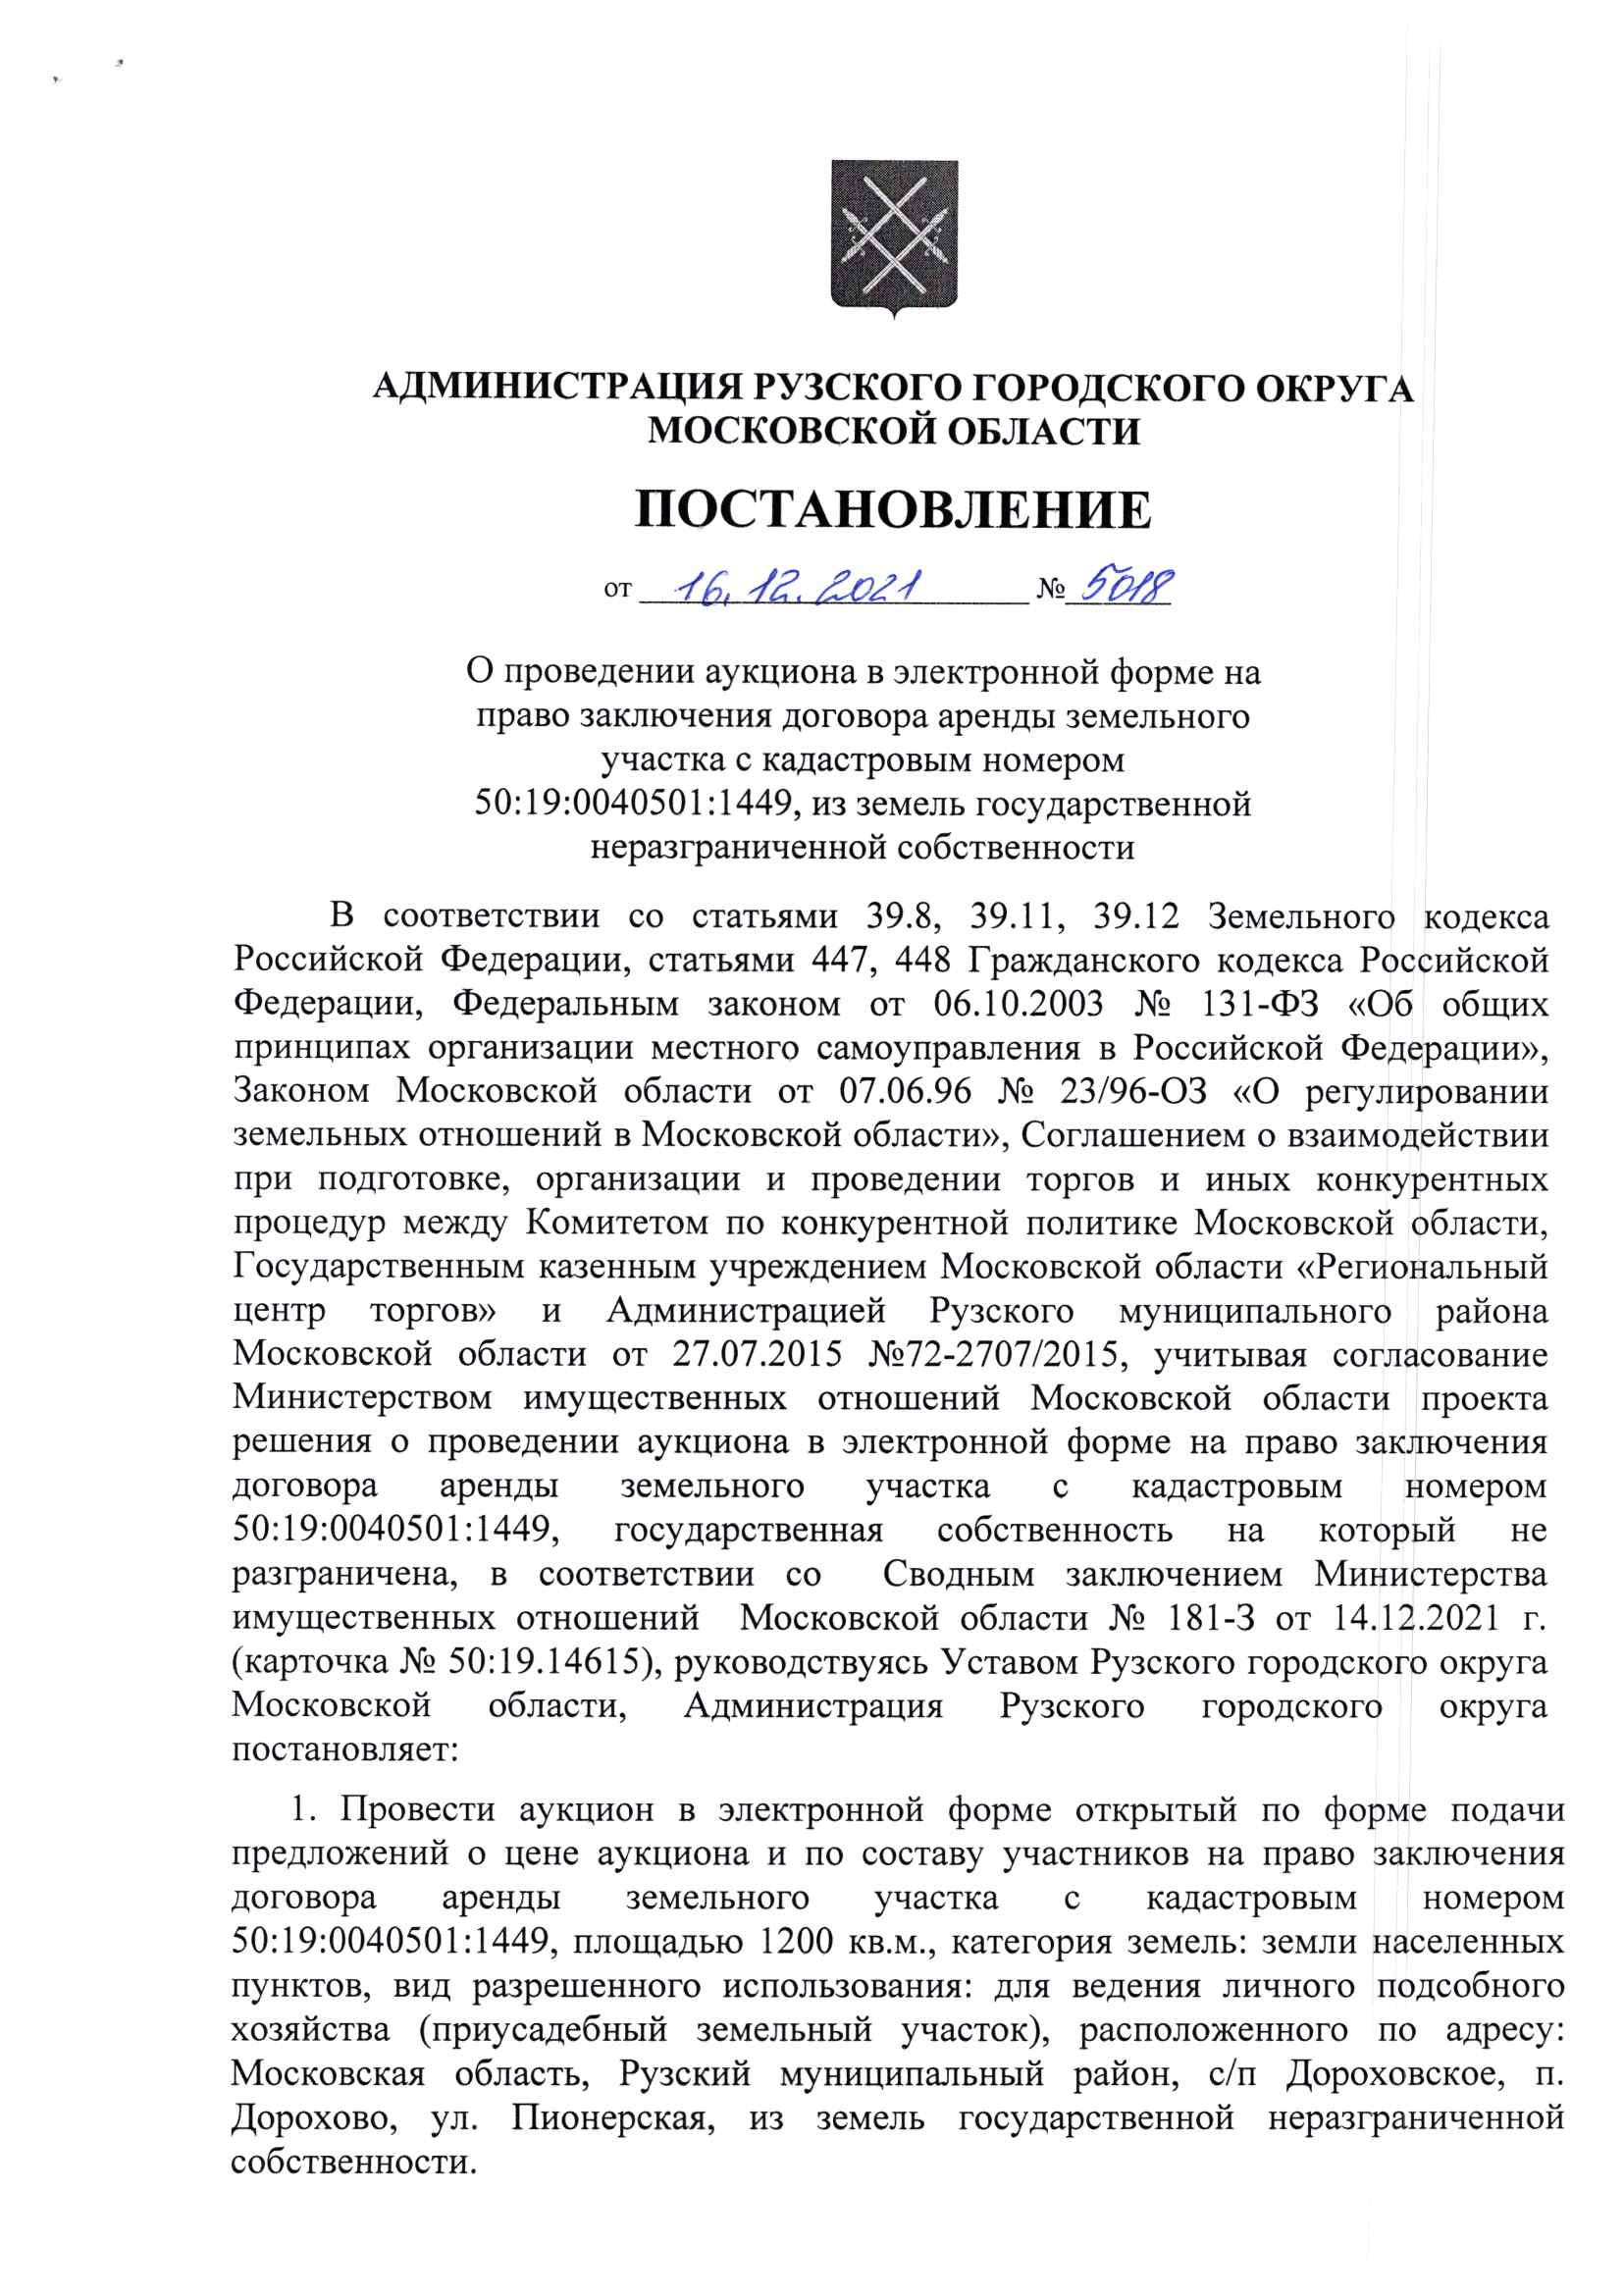 АДМИНИСТРАЦИЯ РУЗСКОГО ГОРОДСКОГО ОКРУГА
МОСКОВСКОЙ ОБЛАСТИ
ПОСТАНОВЛЕНИЕ
от 16.12.2021 № 5018
О проведении аукциона в электронной форме на
право заключения договора аренды земельного
участка с кадастровым номером
50:19:0040501:1449, из земель государственной
неразграниченной собственности
В соответствии со статьями 39.8, 39.11, 39.12 Земельного кодекса
Российской Федерации, статьями 447, 448 Гражданского кодекса Российской
Федерации, Федеральным законом от 06.10.2003 № 131-ФЗ «Об общих
принципах организации местного самоуправления в Российской Федерации»,
Законом Московской области от 07.06.96 № 23/96-ОЗ «О регулировании
земельных отношений в Московской области», Соглашением о взаимодействии
при подготовке, организации и проведении торгов и иных конкурентных
процедур между Комитетом по конкурентной политике Московской области,
Государственным казенным учреждением Московской области «Региональный
центр торгов» и Администрацией Рузского муниципального района
Московской области от 27.07.2015 №72-2707/2015, учитывая согласование
Министерством имущественных отношений Московской области проекта
решения о проведении аукциона в электронной форме на право заключения
договора аренды земельного участка с кадастровым номером
50:19:0040501:1449, государственная собственность на который не
разграничена, в соответствии со Сводным заключением Министерства
имущественных отношений Московской области № 181-З от 14.12.2021 г.
(карточка № 50:19.14615), руководствуясь Уставом Рузского городского округа
Московской области, Администрация Рузского городского округа
постановляет:
1. Провести аукцион в электронной форме открытый по форме подачи
предложений о цене аукциона и по составу участников на право заключения
договора аренды земельного участка с кадастровым номером
50:19:0040501:1449, площадью 1200 кв.м., категория земель: земли населенных
пунктов, вид разрешенного использования: для ведения личного подсобного
хозяйства (приусадебный земельный участок), расположенного по адресу:
Московская область, Рузский муниципальный район, с/п Дороховское, п.
Дорохово, ул. Пионерская, из земель государственной неразграниченной
собственности.